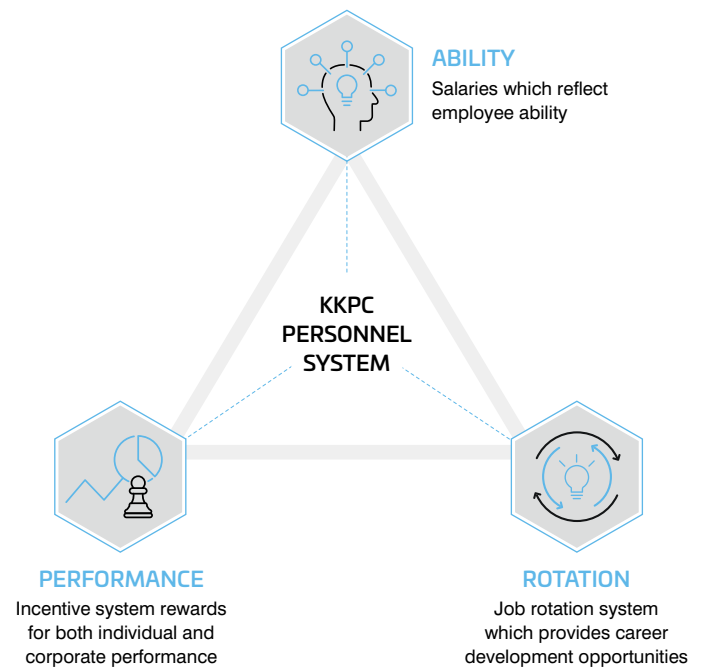 ABILITY
Salaries which reflect
employee ability
KKPC
PERSONNEL
SYSTEM
PERFORMANCE
Incentive system rewards
for both individual and
corporate performance
ROTATION
Job rotation system
which provides career
development opportunities